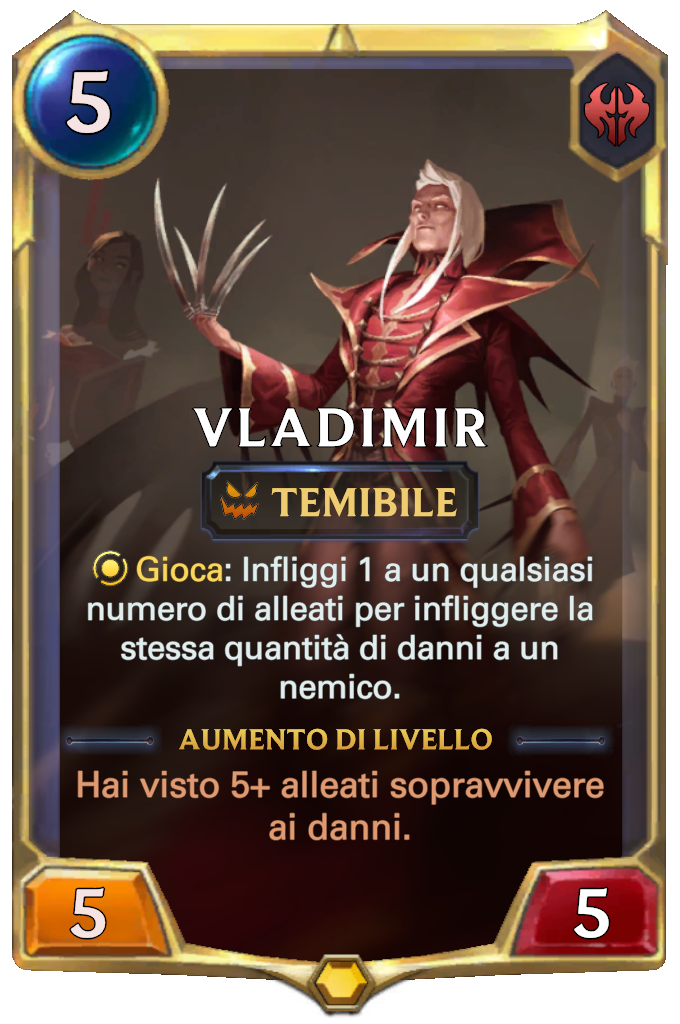 5
VLADIMIR
TEMIBILE
Gioca: Infliggi 1 a un qualsiasi
numero di alleati per infliggere la
stessa quantità di danni a un
nemico.
AUMENTO DI LIVELLO
Hai visto 5+ alleati sopravvivere
ai danni.
5
5